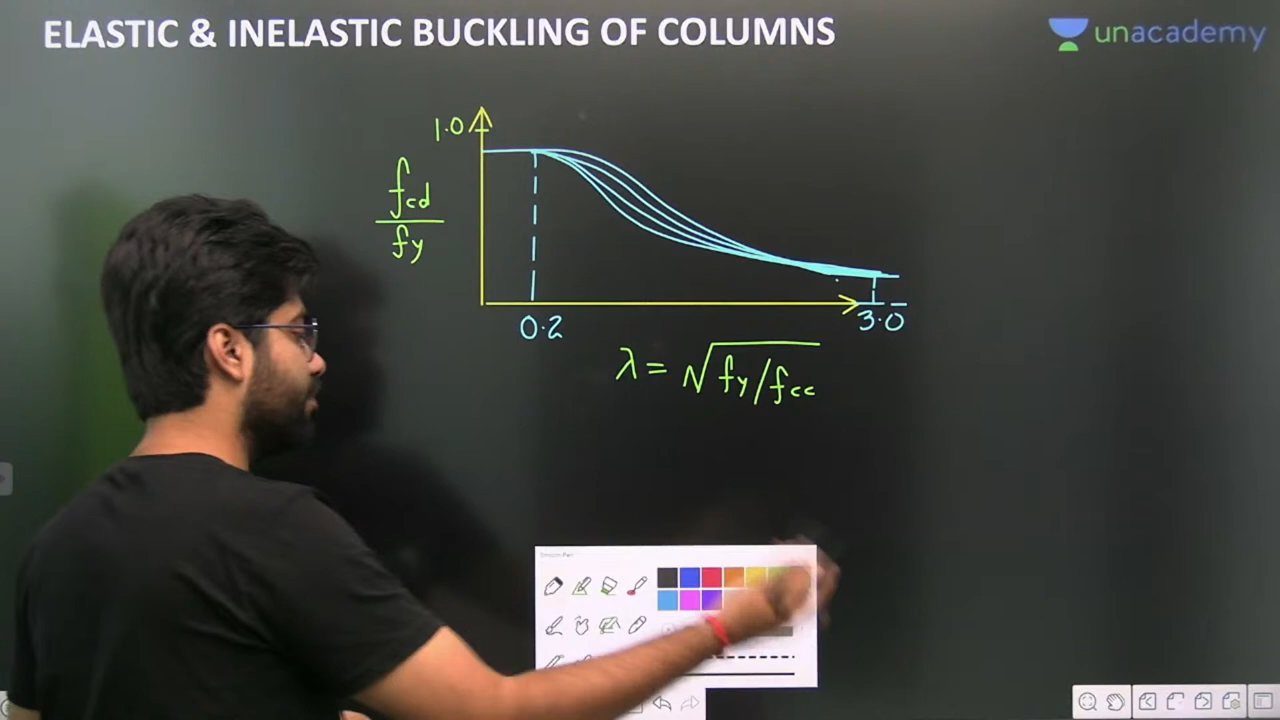 ELASTIC & INELASTIC BUCKLING OF COLUMNS
unacademy
1.0
fcd
fy
0.2
3.0
λ = √fy/fcc